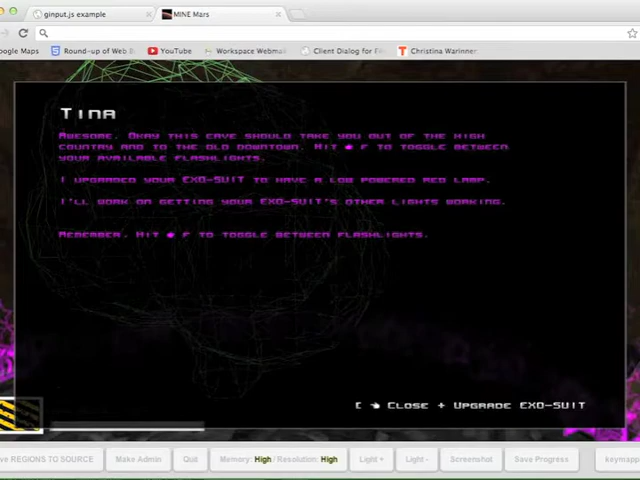 ginput.js example
MINE Mars
oogle Maps
Round-up of Web B
YouTube
Workspace Webmai
Client Dialog for Fi
Christina Warinner
Tina
Awesome. Okay this cave should take you out of the high
country and to the old downtown. Hit F to toggle between
your available flashlights.
I upgraded your EXO-SUIT to have a low powered red lamp.
I'll work on getting your EXO-SUIT's other lights working.
Remember. Hit F to toggle between flashlights.
E Close + Upgrade EXO-SUIT
ve REGIONS TO SOURCE
Make Admin
Quit
Memory: High / Resolution: High
Light +
Light -
Screenshot
Save Progress
keymapp